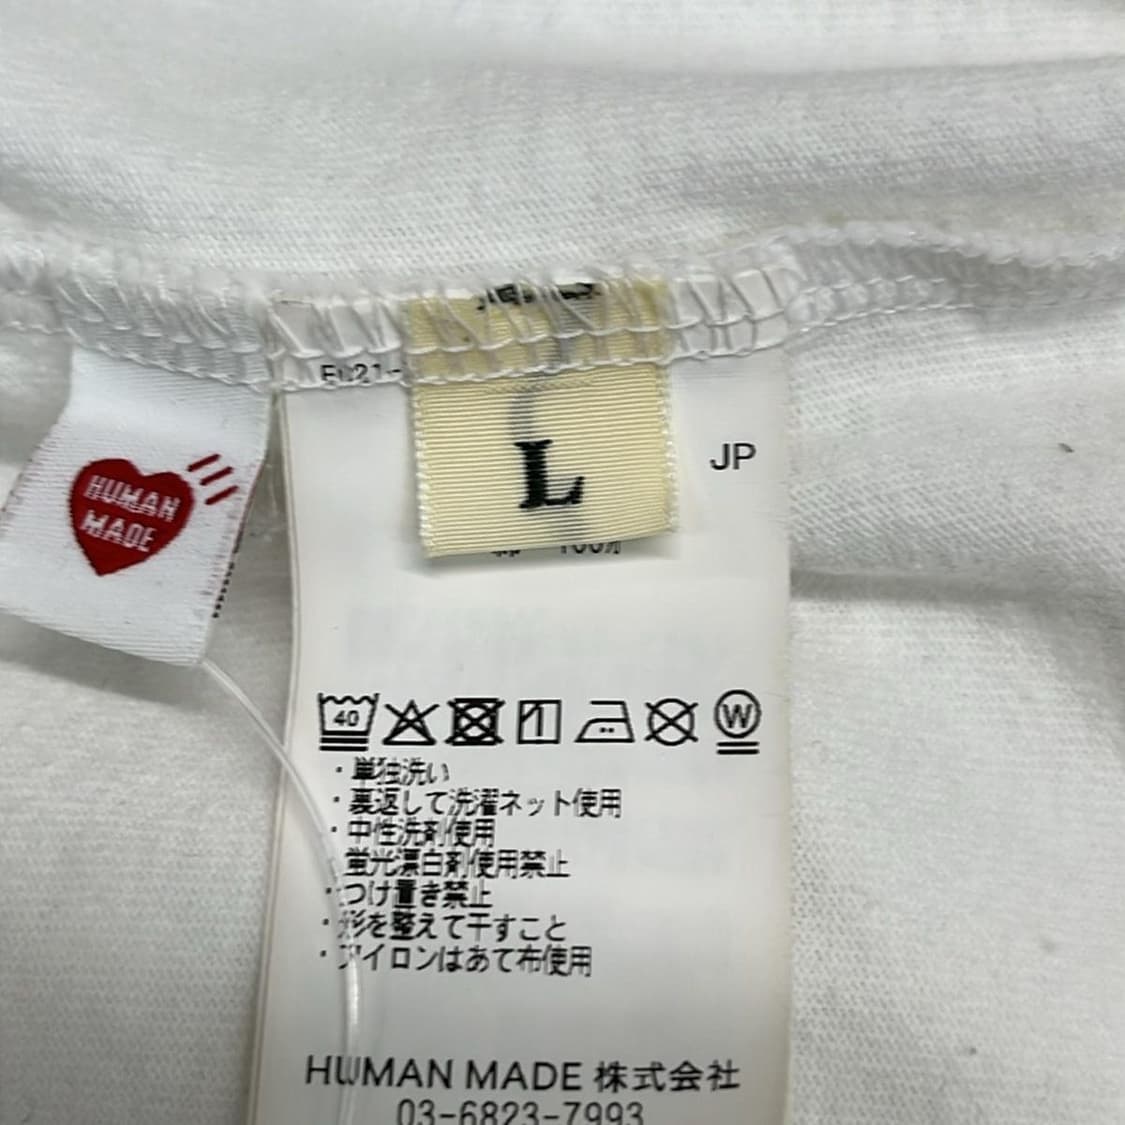 HUMAN
MADE
L
JP
100%
40
W
・単独洗い
・裏返して洗濯ネット使用
・中性洗剤使用
蛍光漂白剤使用禁止
・つけ置き禁止
・形を整えて干すこと
・アイロンはあて布使用
HUMAN MADE 株式会社
03-6823-7993